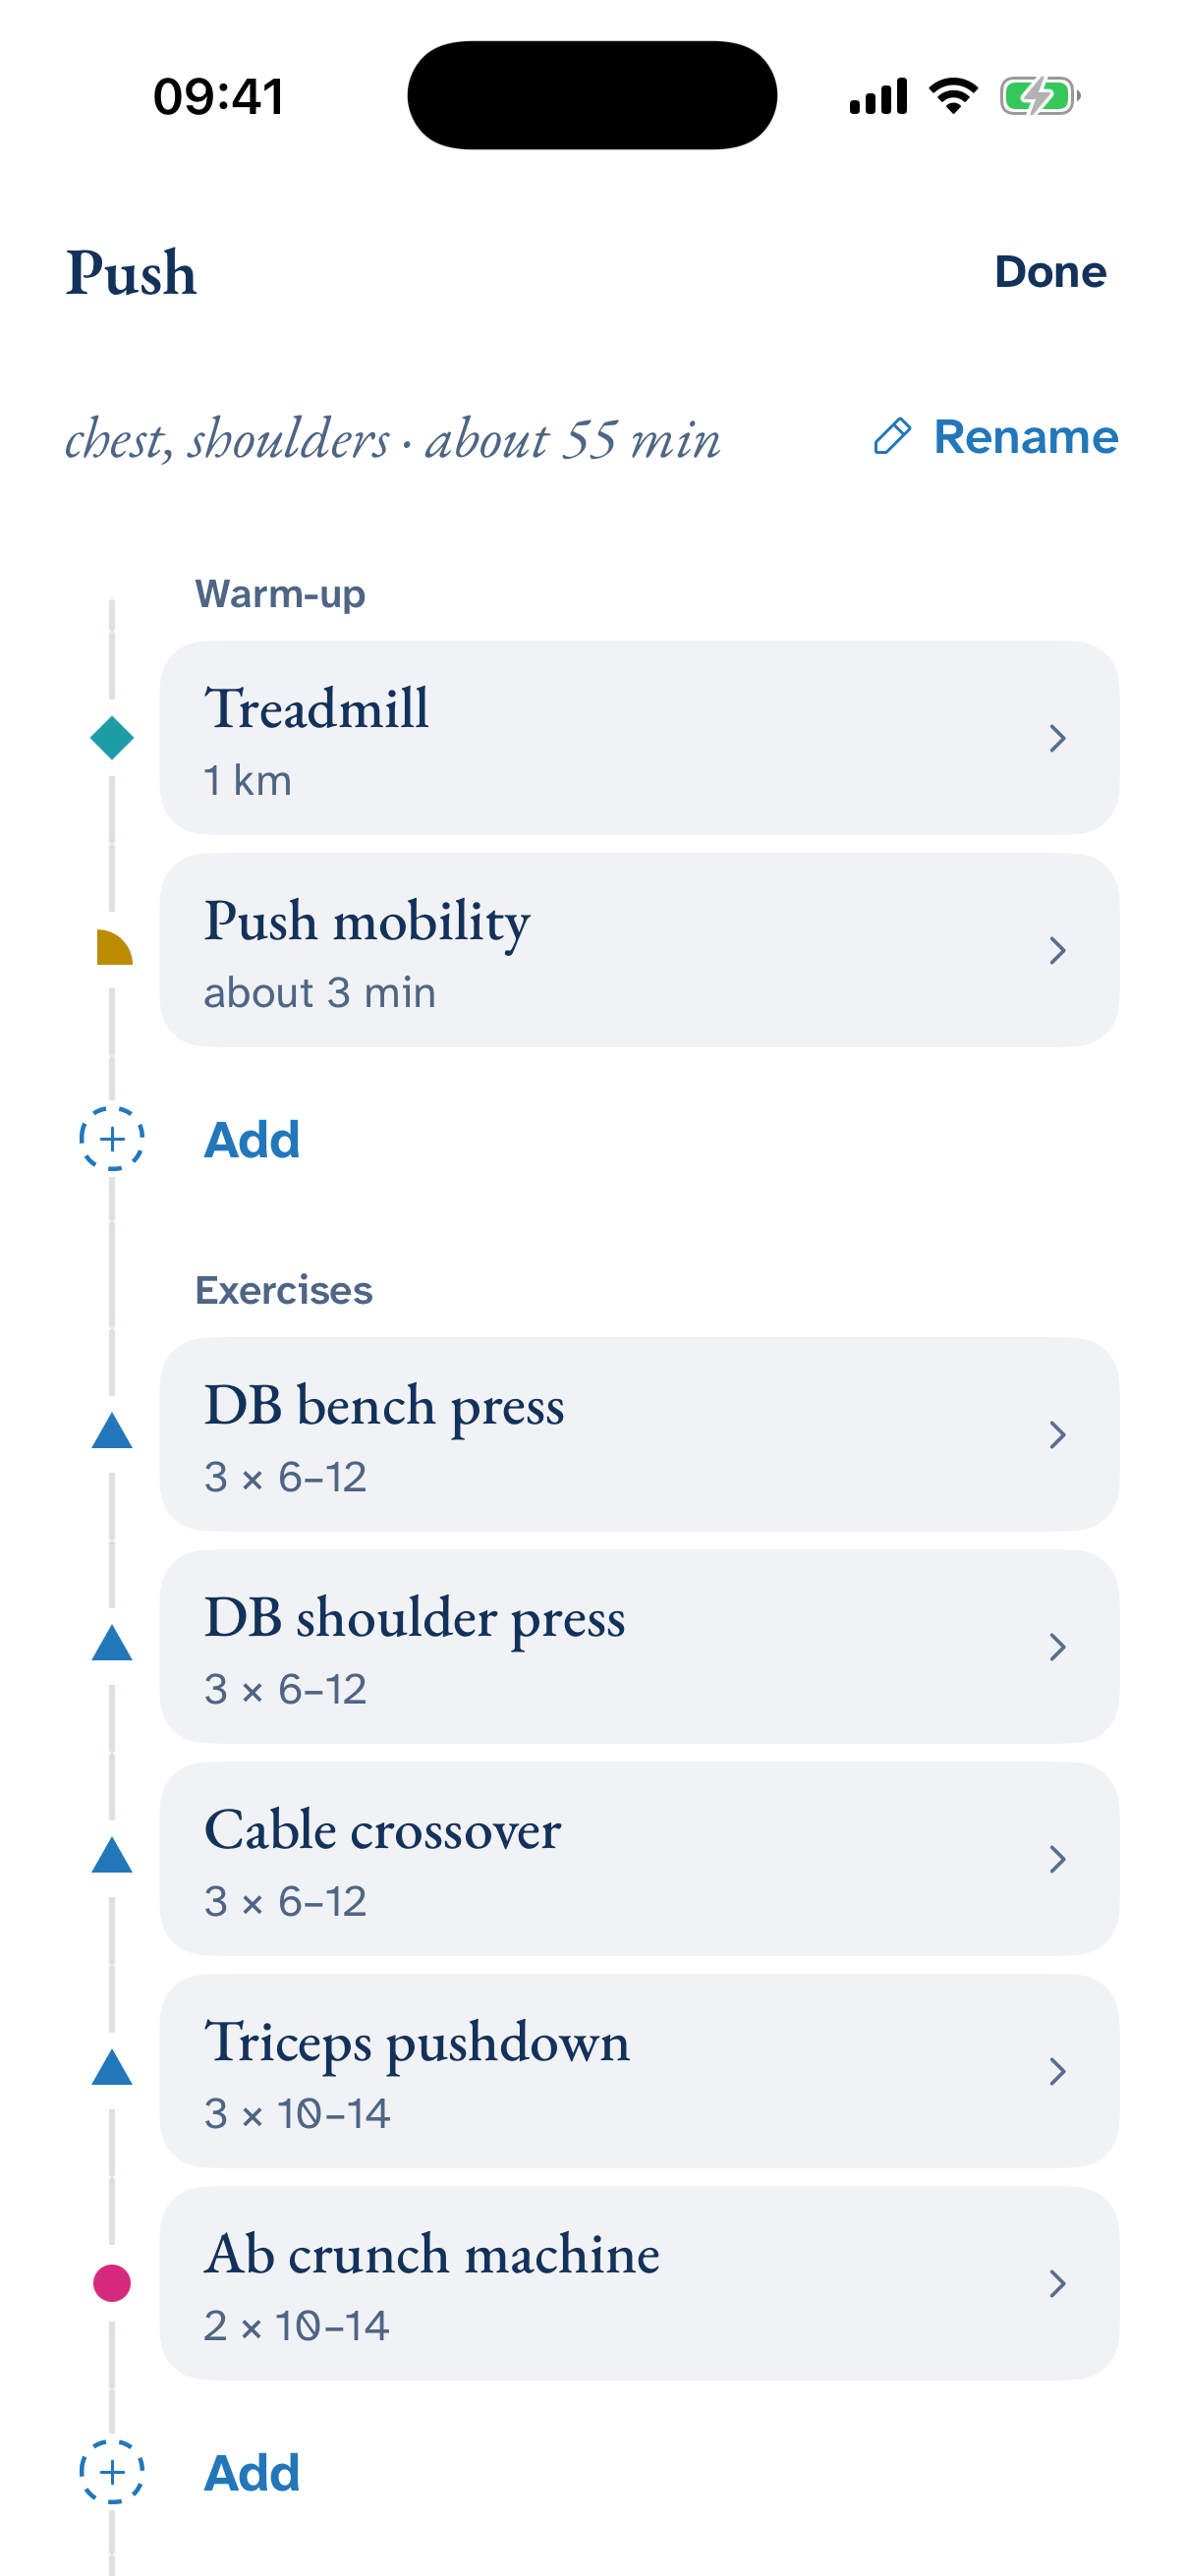 09:41
Push
Done
chest, shoulders · about 55 min
Rename
Warm-up
Treadmill
1 km
Push mobility
about 3 min
Add
Exercises
DB bench press
3 × 6–12
DB shoulder press
3 × 6–12
Cable crossover
3 × 6–12
Triceps pushdown
3 × 10–14
Ab crunch machine
2 × 10–14
Add